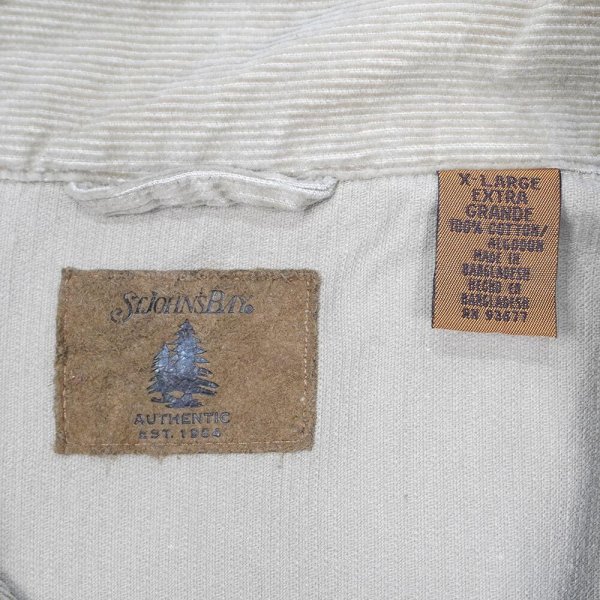 ST. JOHN'S BAY®
AUTHENTIC
EST. 1984
X-LARGE
EXTRA
GRANDE
100% COTTON/
ALGODON
MADE IN
BANGLADESH
HECHO EN
BANGLADESH
RN 93677